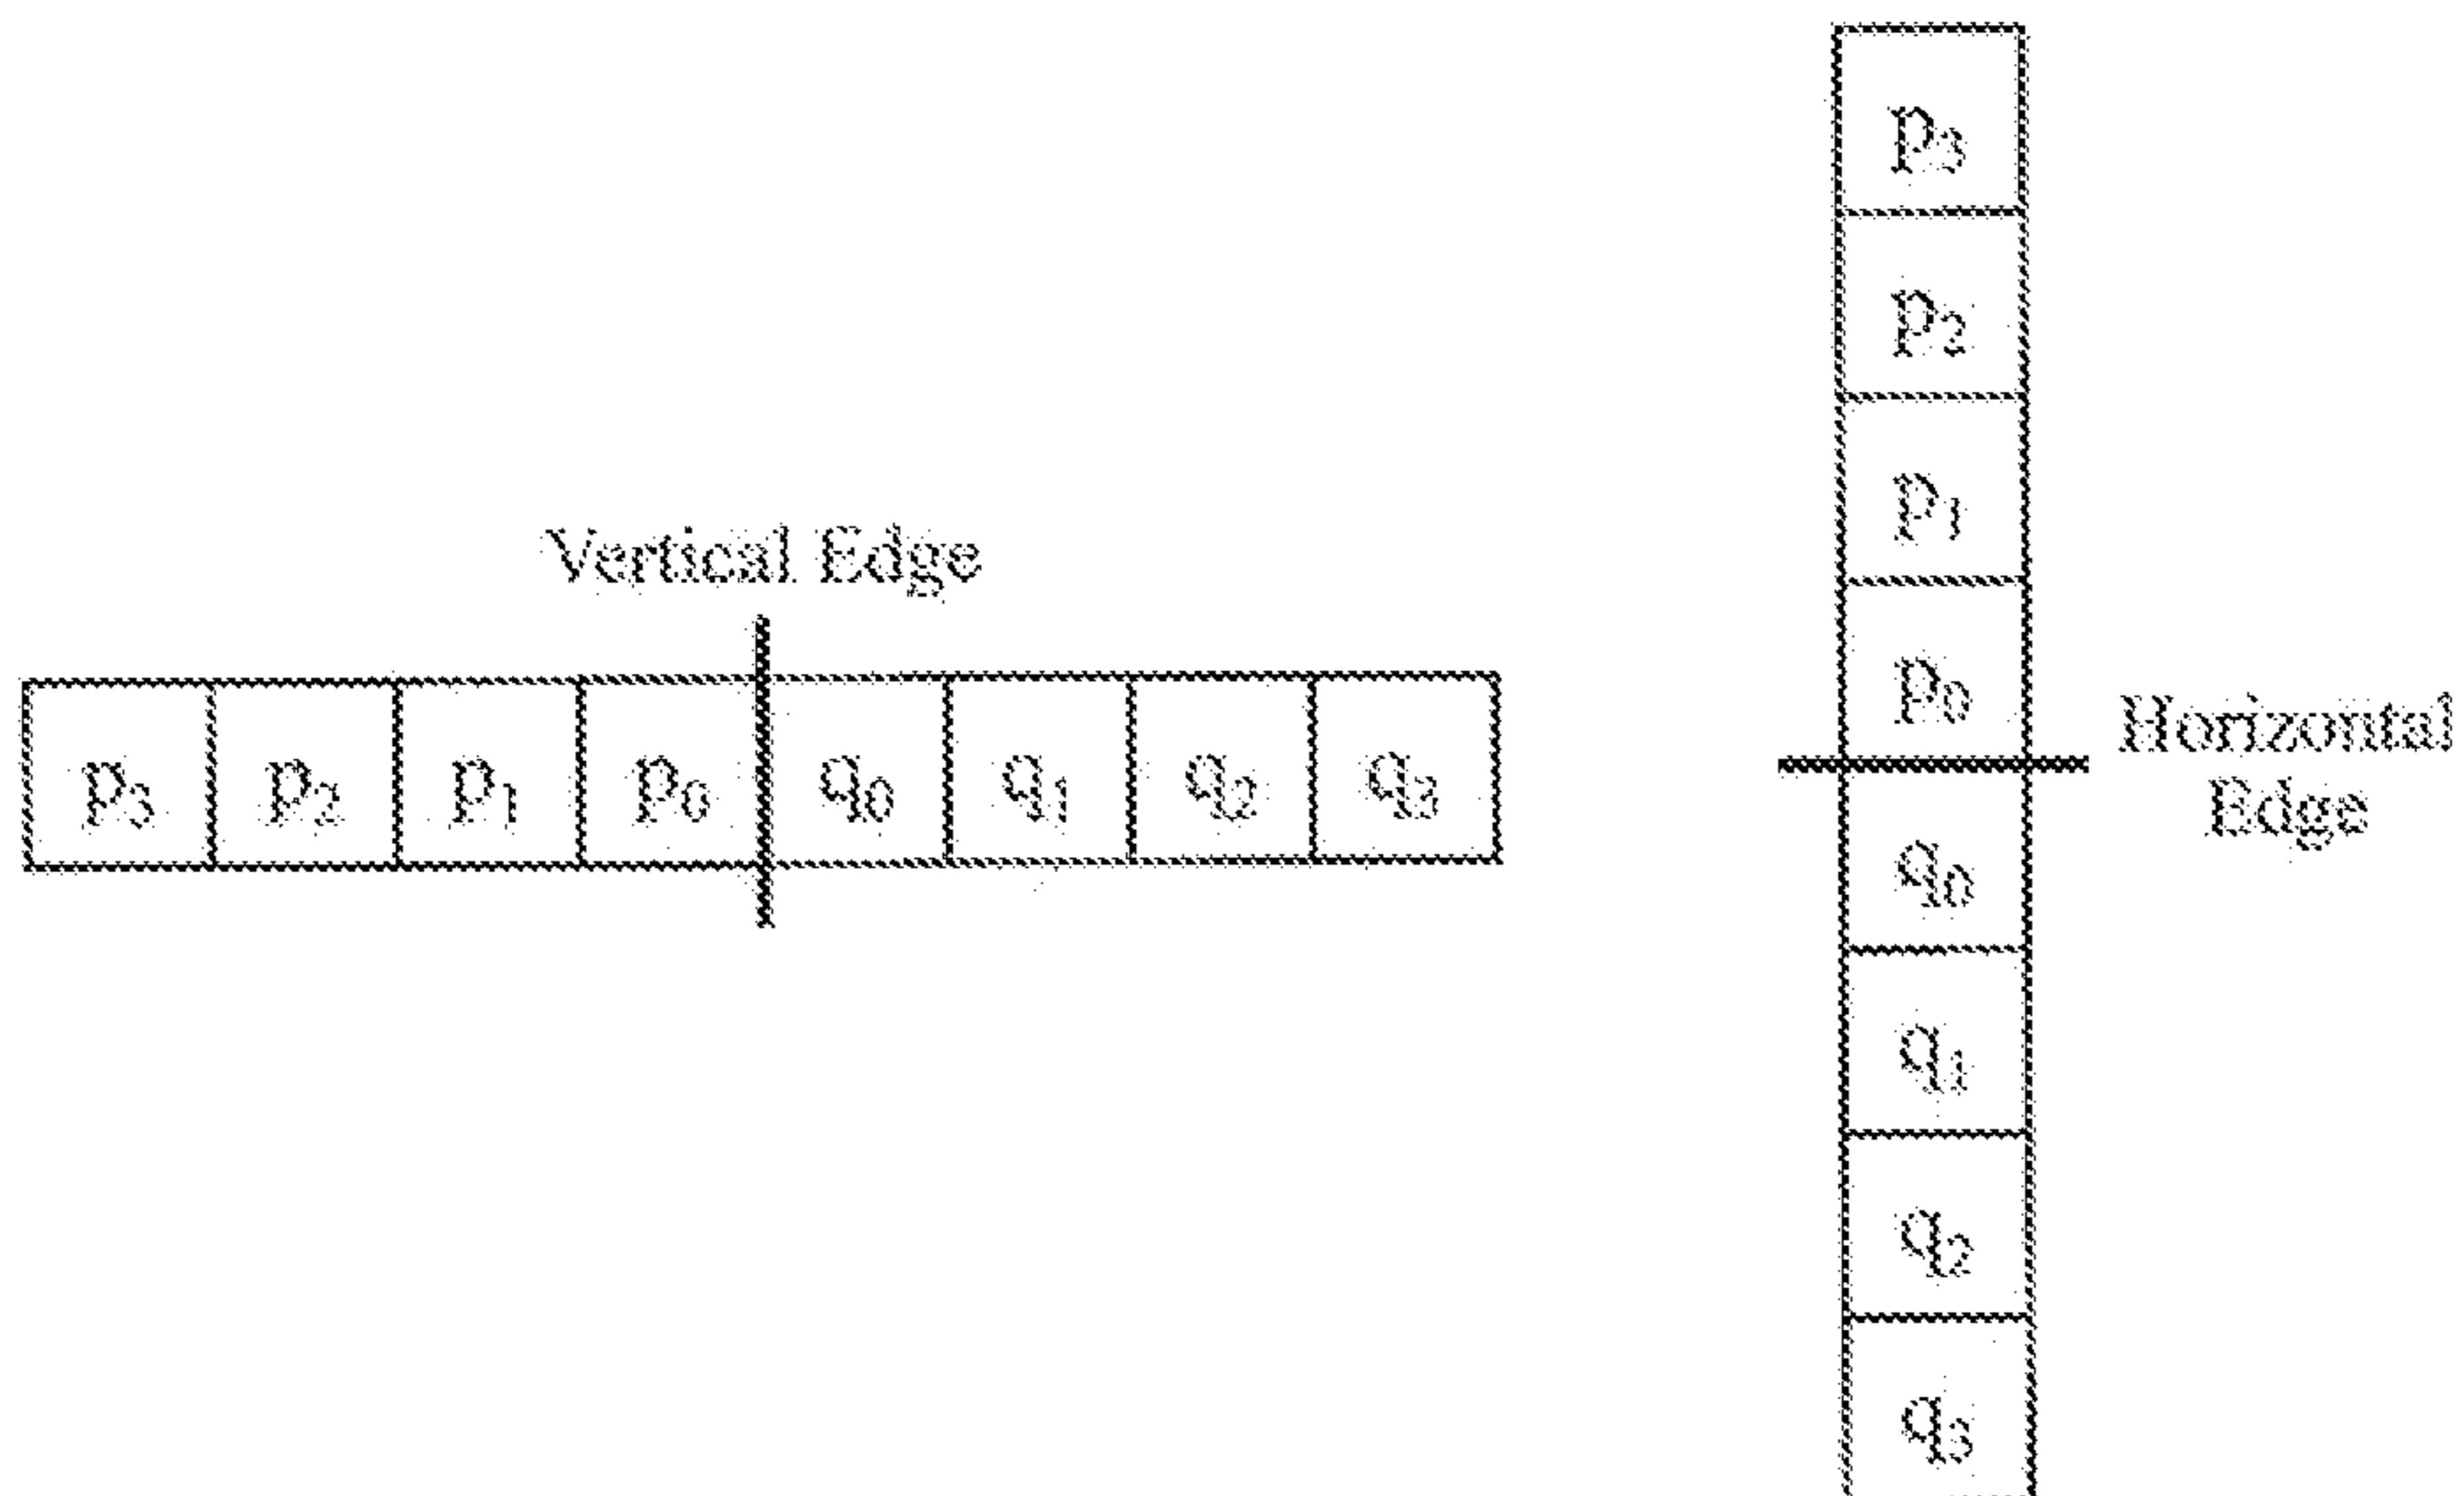 Vertical Edge
p₃ p₂ p₁ p₀ q₀ q₁ q₂ q₃
p₃
p₂
p₁
p₀
Horizontal
Edge
q₀
q₁
q₂
q₃